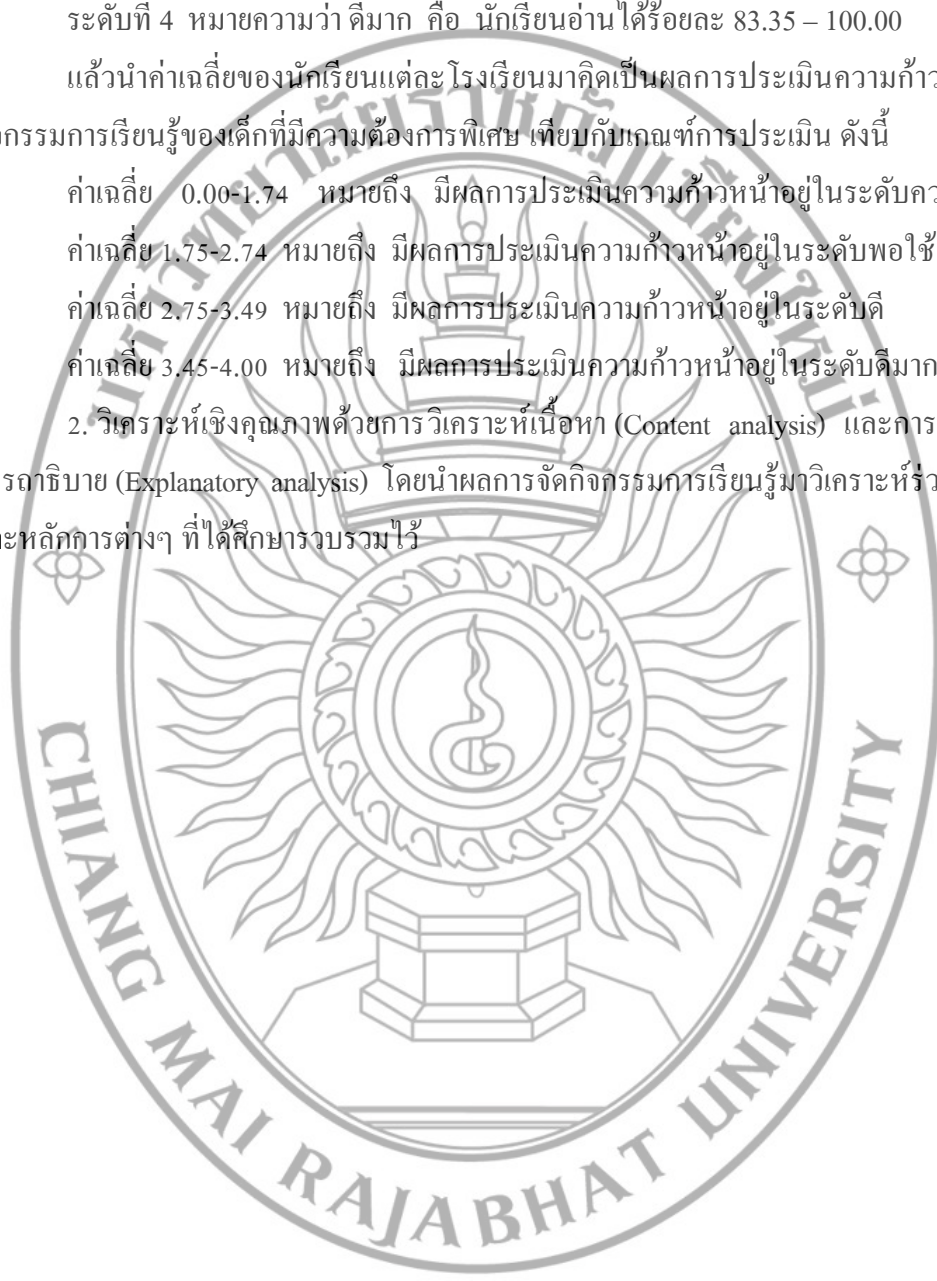 ระดับที่ 4 หมายความว่า ดีมาก คือ นักเรียนอ่านได้ร้อยละ 83.35 – 100.00
แล้วนำค่าเฉลี่ยของนักเรียนแต่ละโรงเรียนมาคิดเป็นผลการประเมินความก้าว
กรรมการเรียนรู้ของเด็กที่มีความต้องการพิเศษ เทียบกับเกณฑ์การประเมิน ดังนี้
ค่าเฉลี่ย 0.00-1.74 หมายถึง มีผลการประเมินความก้าวหน้าอยู่ในระดับคว
ค่าเฉลี่ย 1.75-2.74 หมายถึง มีผลการประเมินความก้าวหน้าอยู่ในระดับพอใช้
ค่าเฉลี่ย 2.75-3.49 หมายถึง มีผลการประเมินความก้าวหน้าอยู่ในระดับดี
ค่าเฉลี่ย 3.45-4.00 หมายถึง มีผลการประเมินความก้าวหน้าอยู่ในระดับดีมาก
2. วิเคราะห์เชิงคุณภาพด้วยการวิเคราะห์เนื้อหา (Content analysis) และการ
รถาธิบาย (Explanatory analysis) โดยนำผลการจัดกิจกรรมการเรียนรู้มาวิเคราะห์ร่ว
ะหลักการต่างๆ ที่ได้ศึกษารวบรวมไว้
มหาวิทยาลัยราชภัฏเชียงใหม่
CHIANG MAI RAJABHAT UNIVERSITY